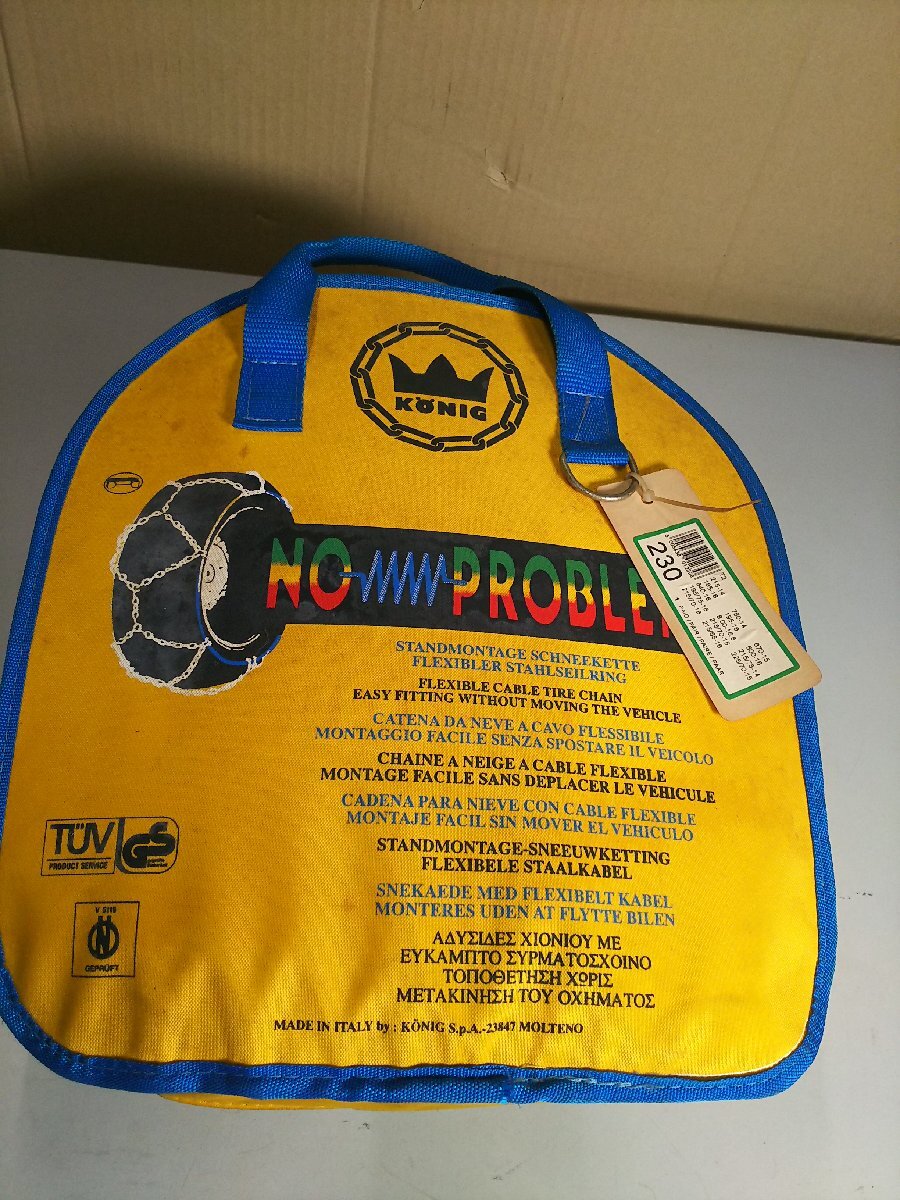 KÖNIG
NO PROBLE
STANDMONTAGE SCHNEEKETTE
FLEXIBLER STAHLSEILRING
FLEXIBLE CABLE TIRE CHAIN
EASY FITTING WITHOUT MOVING THE VEHICLE
CATENA DA NEVE A CAVO FLESSIBILE
MONTAGGIO FACILE SENZA SPOSTARE IL VEICOLO
CHAINE A NEIGE A CABLE FLEXIBLE
MONTAGE FACILE SANS DEPLACER LE VEHICULE
CADENA PARA NIEVE CON CABLE FLEXIBLE
MONTAJE FACIL SIN MOVER EL VEHICULO
STANDMONTAGE-SNEEUWKETTING
FLEXIBELE STAALKABEL
SNEKAEDE MED FLEXIBELT KABEL
MONTERES UDEN AT FLYTTE BILEN
ΑΔΥΣΙΔΕΣ ΧΙΟΝΙΟΥ ΜΕ
ΕΥΚΑΜΠΤΟ ΣΥΡΜΑΤΟΣΧΟΙΝΟ
ΤΟΠΟΘΕΤΗΣΗ ΧΩΡΙΣ
ΜΕΤΑΚΙΝΗΣΗ ΤΟΥ ΟΧΗΜΑΤΟΣ
MADE IN ITALY by : KÖNIG S.p.A.-23847 MOLTENO
TÜV
PRODUCT SERVICE
GS
V 5119
GEPRÜFT
230